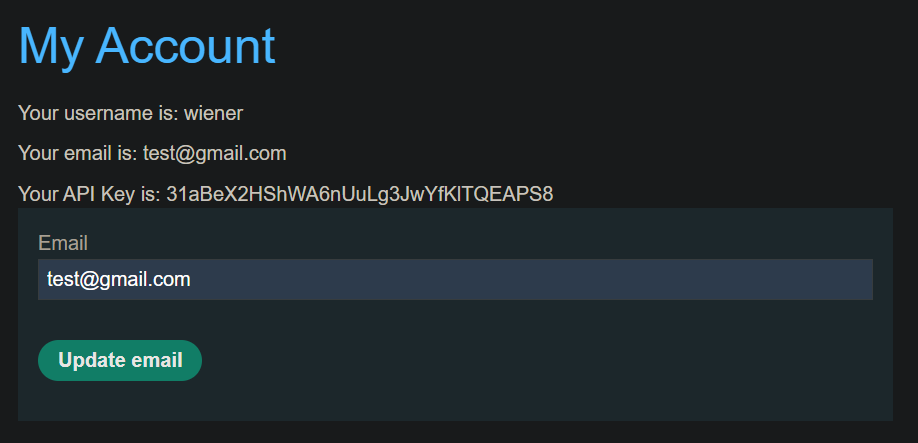 My Account
Your username is: wiener
Your email is: test@gmail.com
Your API Key is: 31aBeX2HShWA6nUuLg3JwYfKlTQEAPS8
Email
test@gmail.com
Update email